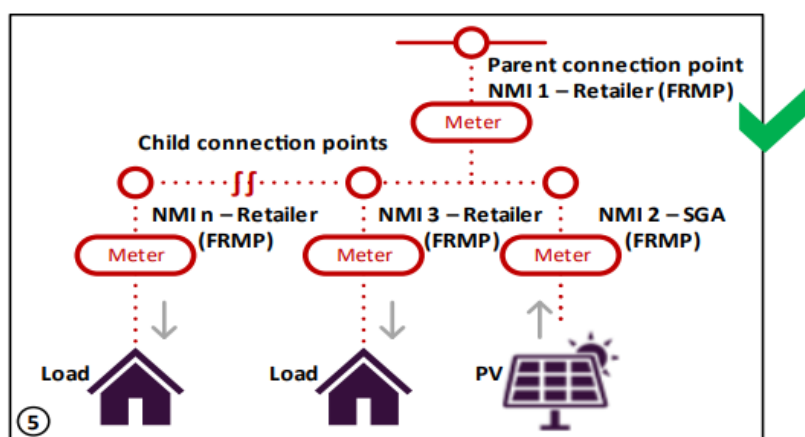 Parent connection point
NMI 1 – Retailer (FRMP)
Meter
Child connection points
NMI n – Retailer
(FRMP)
NMI 3 – Retailer
(FRMP)
NMI 2 – SGA
(FRMP)
Meter
Meter
Meter
Load
Load
PV
5